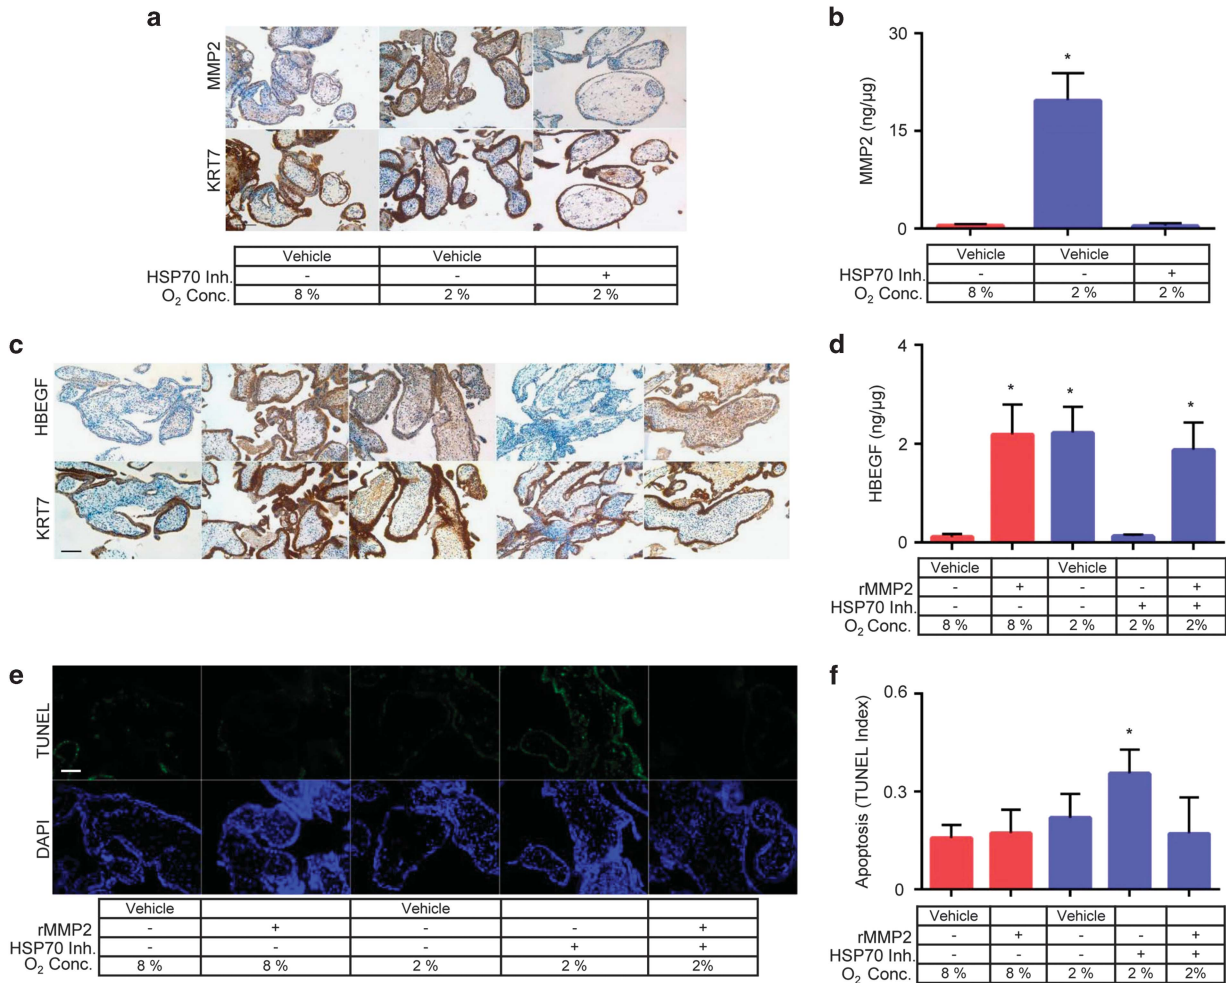 a
MMP2
KRT7
Vehicle Vehicle
HSP70 Inh. - - +
O2 Conc. 8 % 2 % 2 %
b
30
15
0
MMP2 (ng/µg)
*
Vehicle Vehicle
HSP70 Inh. - - +
O2 Conc. 8 % 2 % 2 %
c
HBEGF
KRT7
d
4
2
0
HBEGF (ng/µg)
* * *
Vehicle Vehicle
rMMP2 - + - - +
HSP70 Inh. - - - + +
O2 Conc. 8 % 8 % 2 % 2 % 2%
e
TUNEL
DAPI
Vehicle Vehicle
rMMP2 - + - - +
HSP70 Inh. - - - + +
O2 Conc. 8 % 8 % 2 % 2 % 2%
f
0.6
0.3
0
Apoptosis (TUNEL Index)
*
Vehicle Vehicle
rMMP2 - + - - +
HSP70 Inh. - - - + +
O2 Conc. 8 % 8 % 2 % 2 % 2%